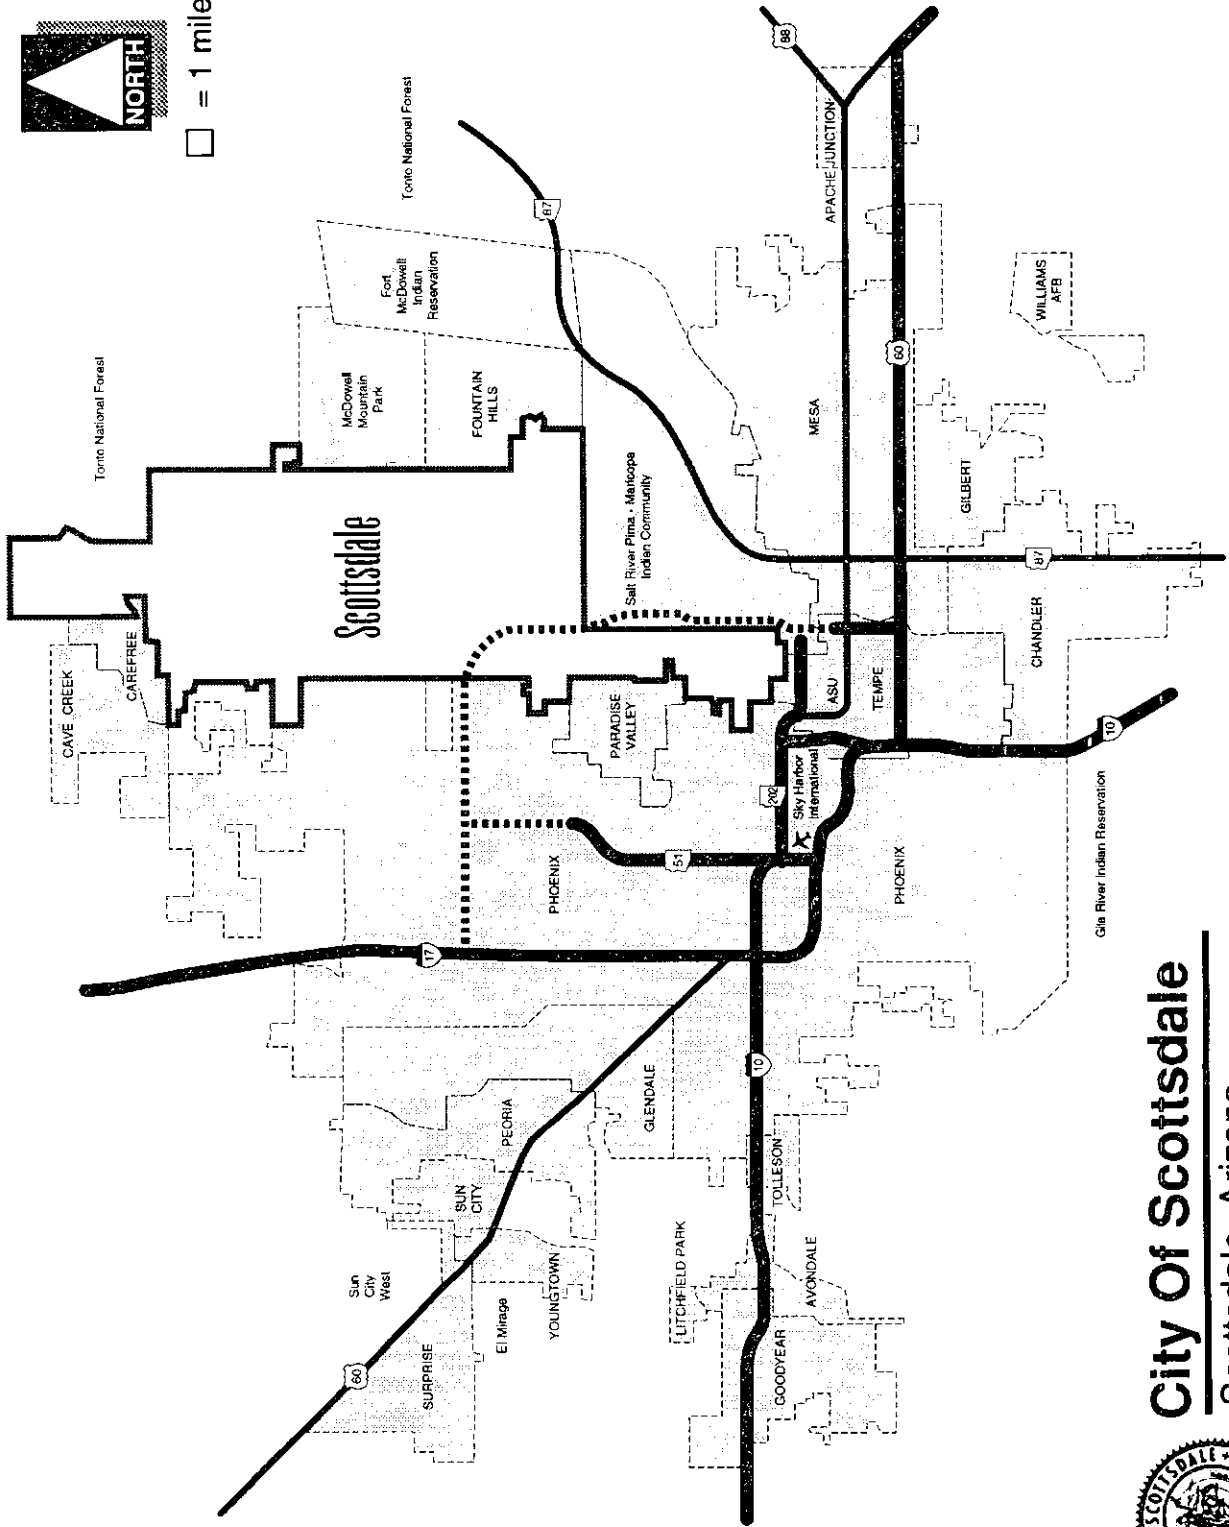 NORTH
= 1 mile
Tonto National Forest
Tonto National Forest
CAVE CREEK
CAREFREE
Scottsdale
McDowell
Mountain
Park
Fort
McDowell
Indian
Reservation
FOUNTAIN
HILLS
87
88
17
Sun
City
West
SUN
CITY
PEORIA
PHOENIX
PARADISE
VALLEY
Salt River Pima - Maricopa
Indian Community
60
SURPRISE
El Mirage
YOUNGTOWN
GLENDALE
51
202
Sky Harbor
International
ASU
TEMPE
MESA
APACHE JUNCTION
LITCHFIELD PARK
10
TOLLESON
GOODYEAR
AVONDALE
PHOENIX
60
GILBERT
WILLIAMS
AFB
87
CHANDLER
10
Gila River Indian Reservation
City Of Scottsdale
Scottsdale, Arizona
SCOTTSDALE